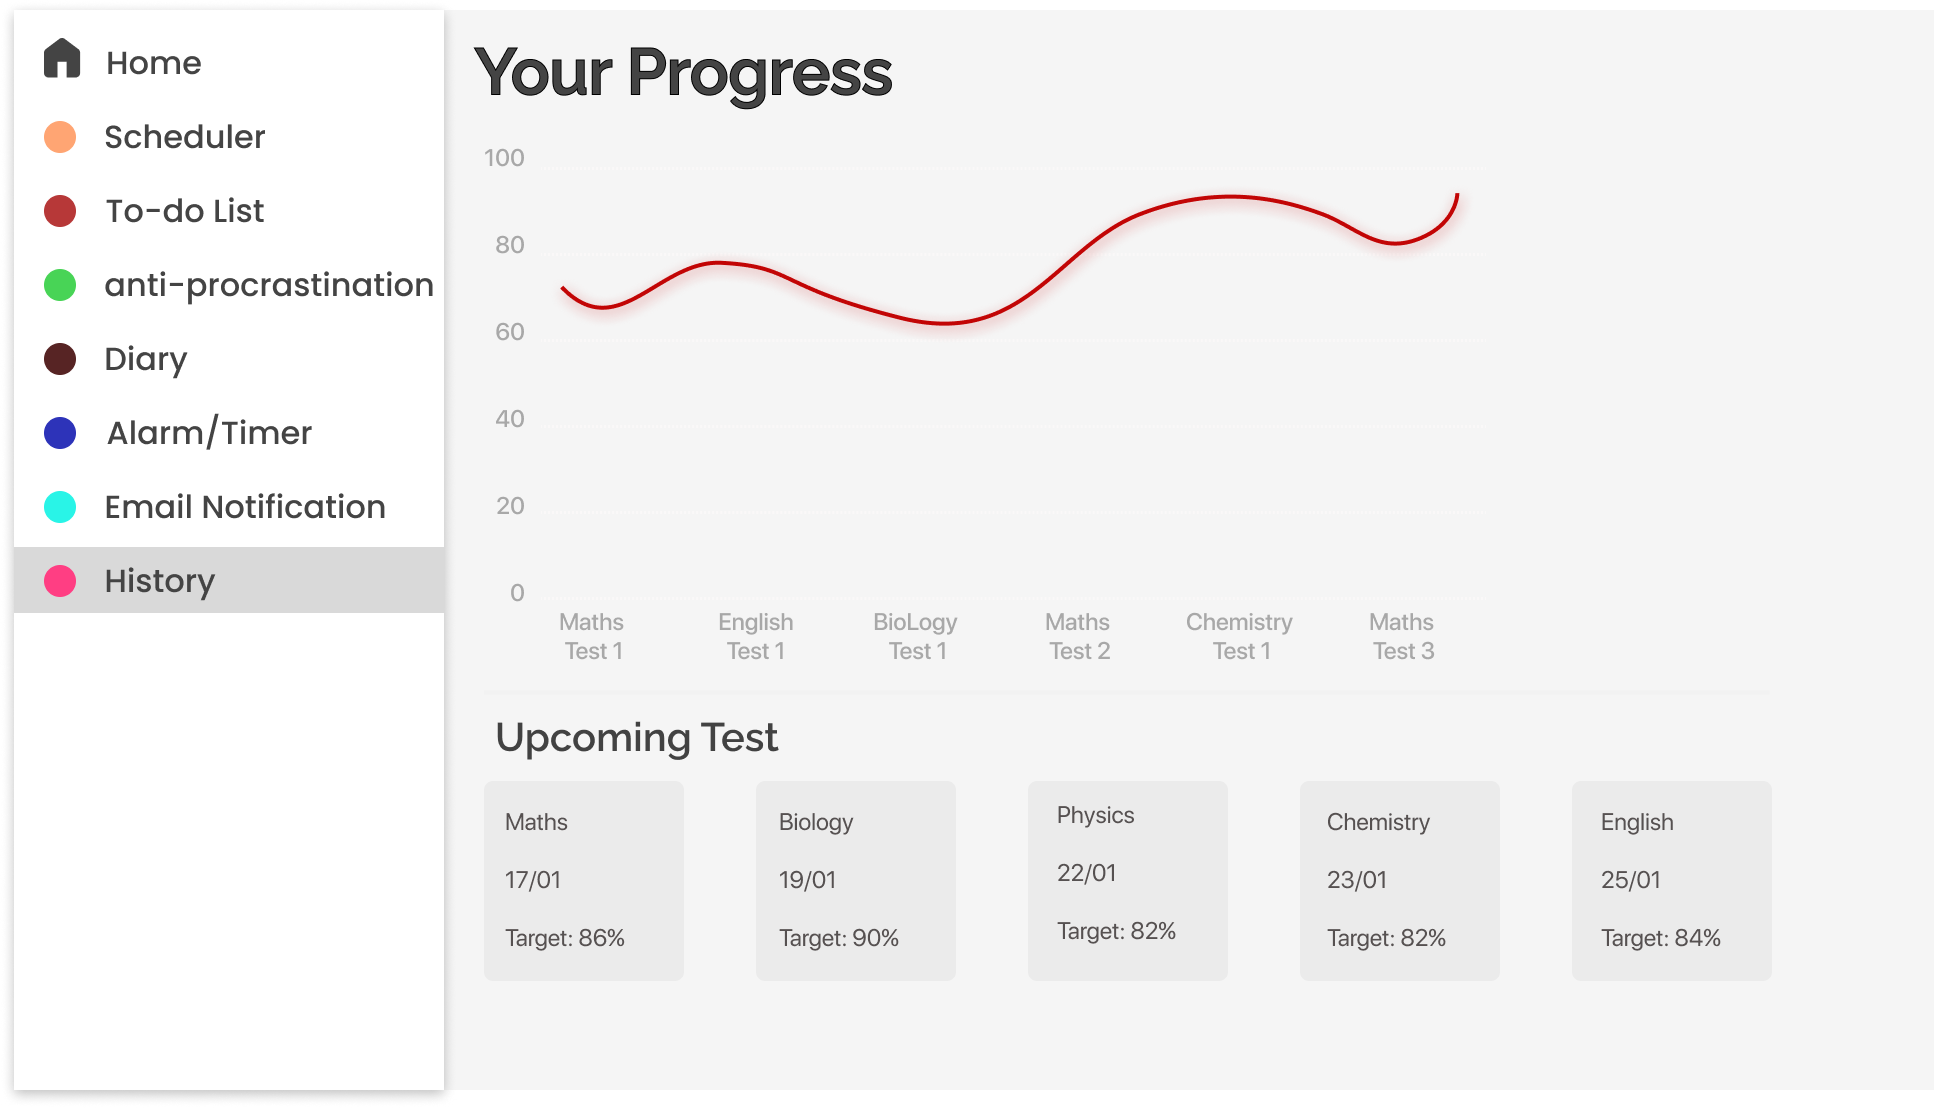 Home
Scheduler
To-do List
anti-procrastination
Diary
Alarm/Timer
Email Notification
History
Your Progress
100
80
60
40
20
0
Maths
Test 1
English
Test 1
BioLogy
Test 1
Maths
Test 2
Chemistry
Test 1
Maths
Test 3
Upcoming Test
Maths
17/01
Target: 86%
Biology
19/01
Target: 90%
Physics
22/01
Target: 82%
Chemistry
23/01
Target: 82%
English
25/01
Target: 84%